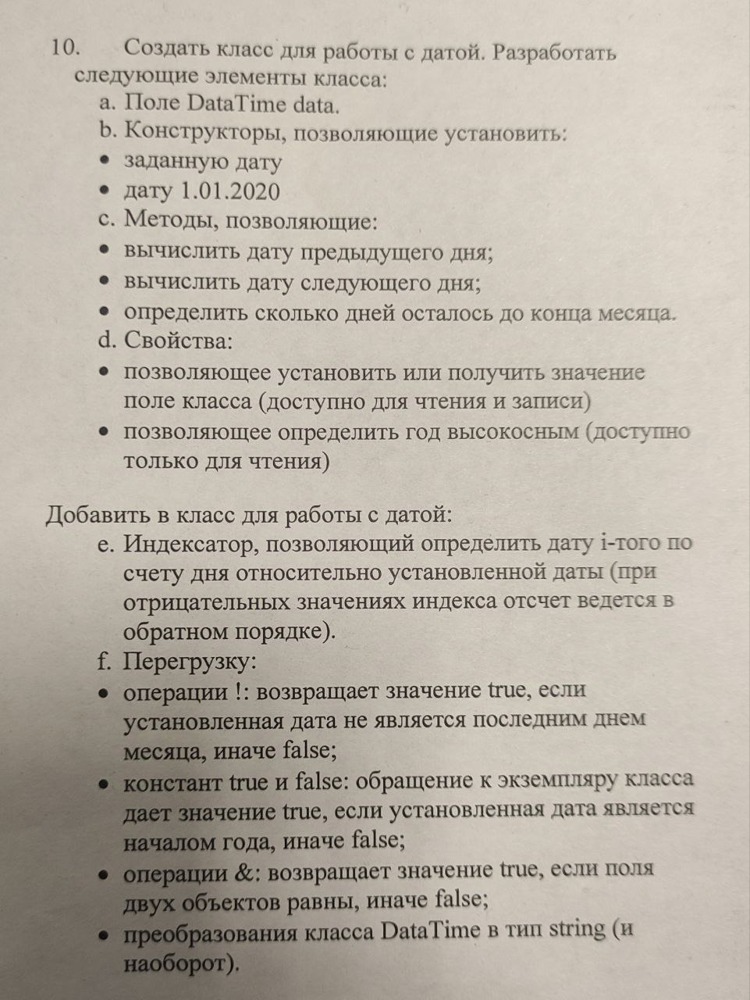 10. Создать класс для работы с датой. Разработать
следующие элементы класса:
a. Поле DataTime data.
b. Конструкторы, позволяющие установить:
• заданную дату
• дату 1.01.2020
c. Методы, позволяющие:
• вычислить дату предыдущего дня;
• вычислить дату следующего дня;
• определить сколько дней осталось до конца месяца.
d. Свойства:
• позволяющее установить или получить значение
поле класса (доступно для чтения и записи)
• позволяющее определить год высокосным (доступно
только для чтения)
Добавить в класс для работы с датой:
e. Индексатор, позволяющий определить дату i-того по
счету дня относительно установленной даты (при
отрицательных значениях индекса отсчет ведется в
обратном порядке).
f. Перегрузку:
• операции !: возвращает значение true, если
установленная дата не является последним днем
месяца, иначе false;
• констант true и false: обращение к экземпляру класса
дает значение true, если установленная дата является
началом года, иначе false;
• операции &: возвращает значение true, если поля
двух объектов равны, иначе false;
• преобразования класса DataTime в тип string (и
наоборот).